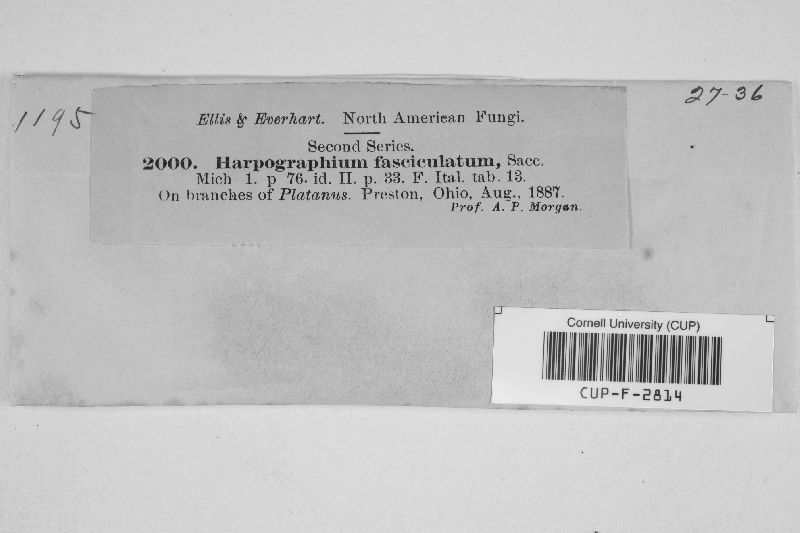 1195
27-36
Ellis & Everhart. North American Fungi.
Second Series.
2000. Harpographium fasciculatum, Sacc.
Mich 1. p 76. id. II. p. 33. F. Ital. tab. 13.
On branches of Platanus. Preston, Ohio, Aug., 1887.
Prof. A. P. Morgan.
Cornell University (CUP)
CUP-F-2814